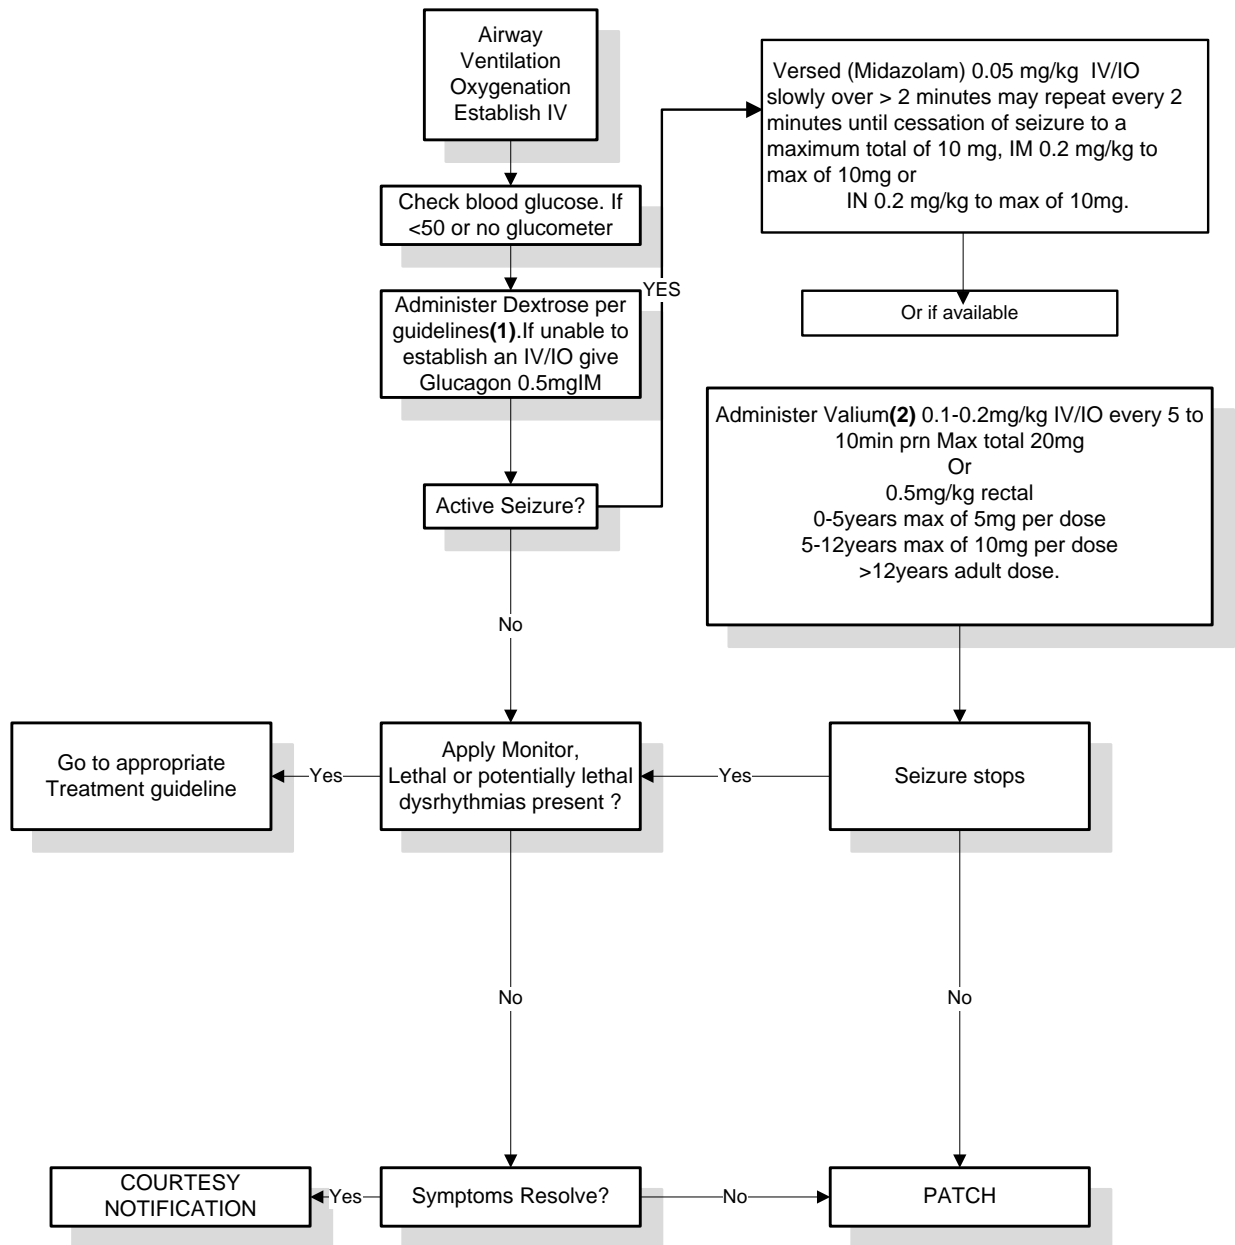 Airway
Ventilation
Oxygenation
Establish IV
Versed (Midazolam) 0.05 mg/kg  IV/IO
slowly over > 2 minutes may repeat every 2
minutes until cessation of seizure to a
maximum total of 10 mg, IM 0.2 mg/kg to
max of 10mg or
IN 0.2 mg/kg to max of 10mg.
Check blood glucose. If
<50 or no glucometer
YES
Administer Dextrose per
guidelines(1).If unable to
establish an IV/IO give
Glucagon 0.5mgIM
Or if available
Administer Valium(2) 0.1-0.2mg/kg IV/IO every 5 to
10min prn Max total 20mg
Or
0.5mg/kg rectal
0-5years max of 5mg per dose
5-12years max of 10mg per dose
>12years adult dose.
Active Seizure?
No
Go to appropriate
Treatment guideline
Yes
Apply Monitor,
Lethal or potentially lethal
dysrhythmias present ?
Yes
Seizure stops
No
No
COURTESY
NOTIFICATION
Yes
Symptoms Resolve?
No
PATCH